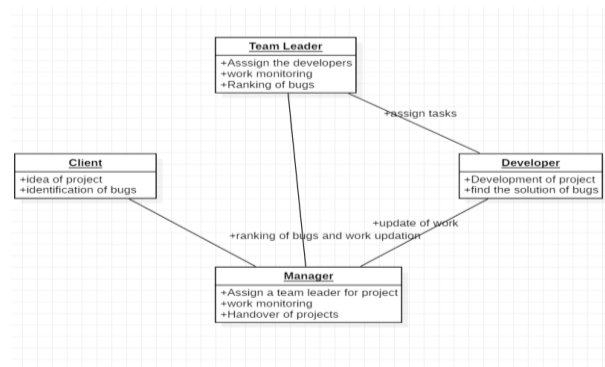 Team Leader
+Asssign the developers
+work monitoring
+Ranking of bugs
+assign tasks
Client
+idea of project
+identification of bugs
Developer
+Development of project
+find the solution of bugs
+update of work
+ranking of bugs and work updation
Manager
+Assign a team leader for project
+work monitoring
+Handover of projects